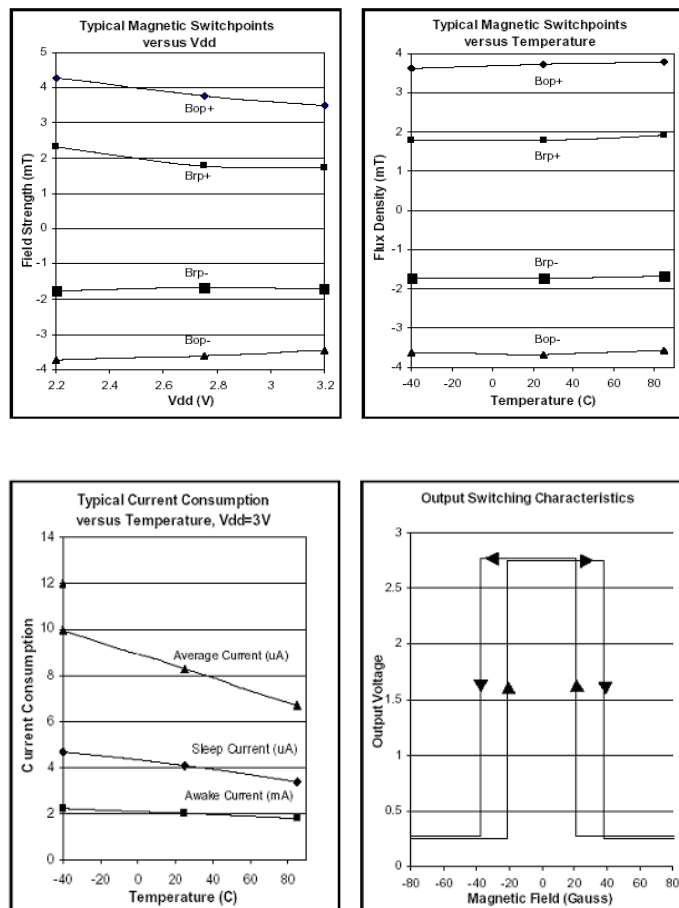 Typical Magnetic Switchpoints
versus Vdd
5
4
3
2
1
0
-1
-2
-3
-4
Field Strength (mT)
Bop+
Brp+
Brp-
Bop-
2.2
2.4
2.6
2.8
3
3.2
Vdd (V)
Typical Magnetic Switchpoints
versus Temperature
4
3
2
1
0
-1
-2
-3
-4
Flux Density (mT)
Bop+
Brp+
Brp-
Bop-
-40
-20
0
20
40
60
80
Temperature (C)
Typical Current Consumption
versus Temperature, Vdd=3V
14
12
10
8
6
4
2
0
Current Consumption
Average Current (uA)
Sleep Current (uA)
Awake Current (mA)
-40
-20
0
20
40
60
80
Temperature (C)
Output Switching Characteristics
3
2.5
2
1.5
1
0.5
0
Output Voltage
-80
-60
-40
-20
0
20
40
60
80
Magnetic Field (Gauss)